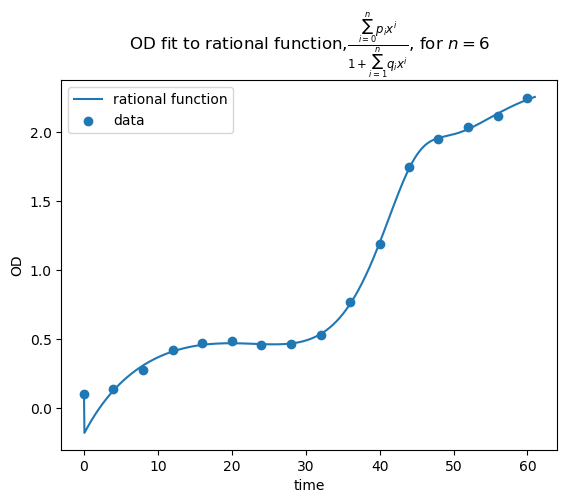 OD fit to rational function, $\frac{\sum_{i=0}^{n} p_i x^i}{1+\sum_{i=1}^{n} q_i x^i}$, for $n = 6$
rational function
data
2.0
1.5
1.0
0.5
0.0
OD
0 10 20 30 40 50 60
time